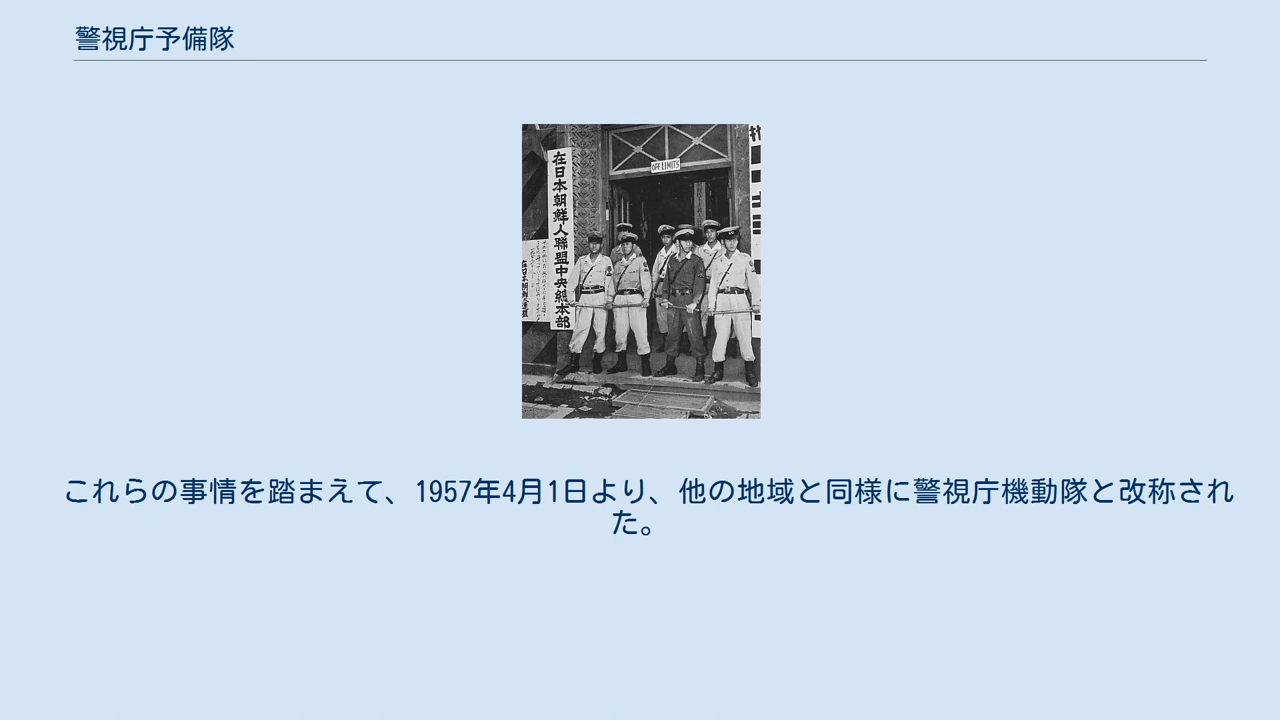 警視庁予備隊
OFF LIMITS
在日本朝鮮人聯盟中央総本部
これらの事情を踏まえて、1957年4月1日より、他の地域と同様に警視庁機動隊と改称され
た。